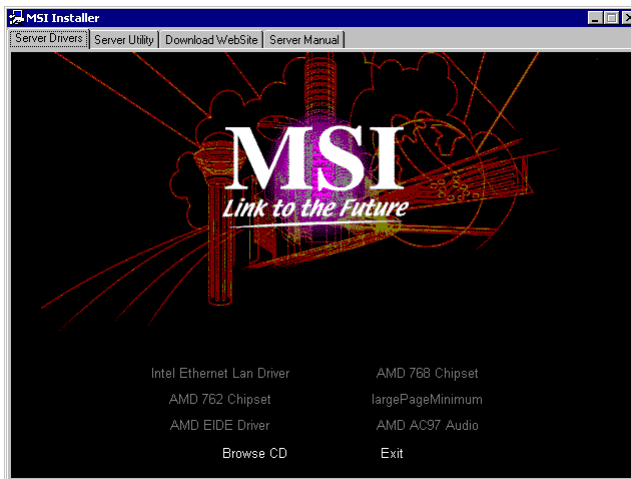 MSI Installer
Server Drivers Server Utility Download WebSite Server Manual
MSI
Link to the Future
Intel Ethernet Lan Driver AMD 768 Chipset
AMD 762 Chipset largePageMinimum
AMD EIDE Driver AMD AC97 Audio
Browse CD Exit